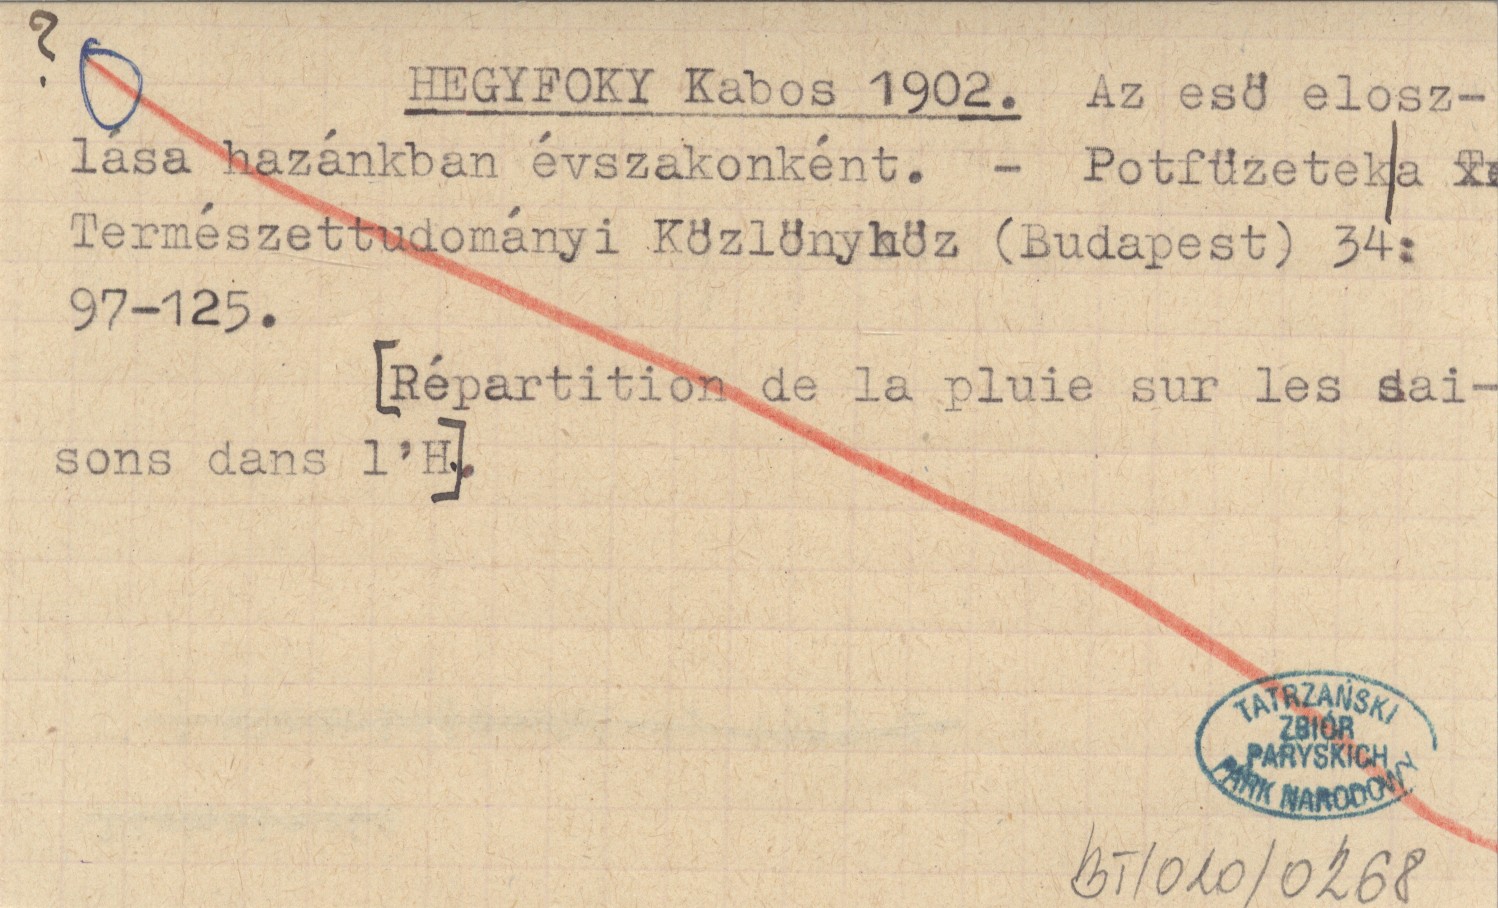 ?
HEGYFOKY Kabos 1902. Az eső elosz-
lása hazánkban évszakonként. - Potfüzetek|a
Természettudományi Közlönyhöz (Budapest) 34:
97-125.
[Répartition de la pluie sur les sai-
sons dans l'H].
TATRZAŃSKI
ZBIÓR
PARYSKICH
PARK NARODOWY
BT/010/0268